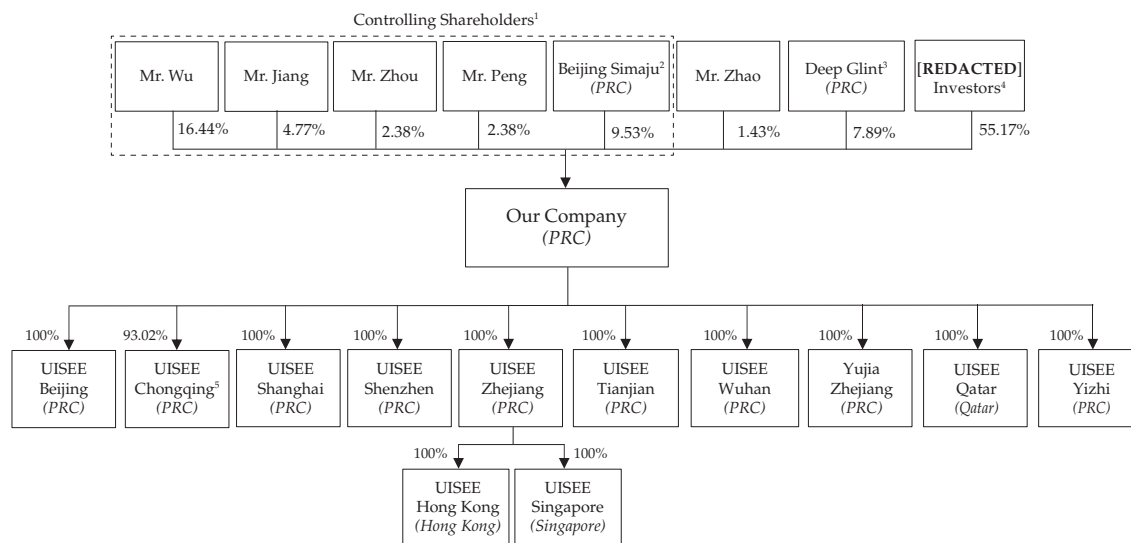 Controlling Shareholders¹
Mr. Wu
Mr. Jiang
Mr. Zhou
Mr. Peng
Beijing Simaju²
(PRC)
Mr. Zhao
Deep Glint³
(PRC)
[REDACTED]
Investors⁴
16.44%
4.77%
2.38%
2.38%
9.53%
1.43%
7.89%
55.17%
Our Company
(PRC)
100%
93.02%
100%
100%
100%
100%
100%
100%
100%
100%
UISEE
Beijing
(PRC)
UISEE
Chongqing⁵
(PRC)
UISEE
Shanghai
(PRC)
UISEE
Shenzhen
(PRC)
UISEE
Zhejiang
(PRC)
UISEE
Tianjian
(PRC)
UISEE
Wuhan
(PRC)
Yujia
Zhejiang
(PRC)
UISEE
Qatar
(Qatar)
UISEE
Yizhi
(PRC)
100%
100%
UISEE
Hong Kong
(Hong Kong)
UISEE
Singapore
(Singapore)